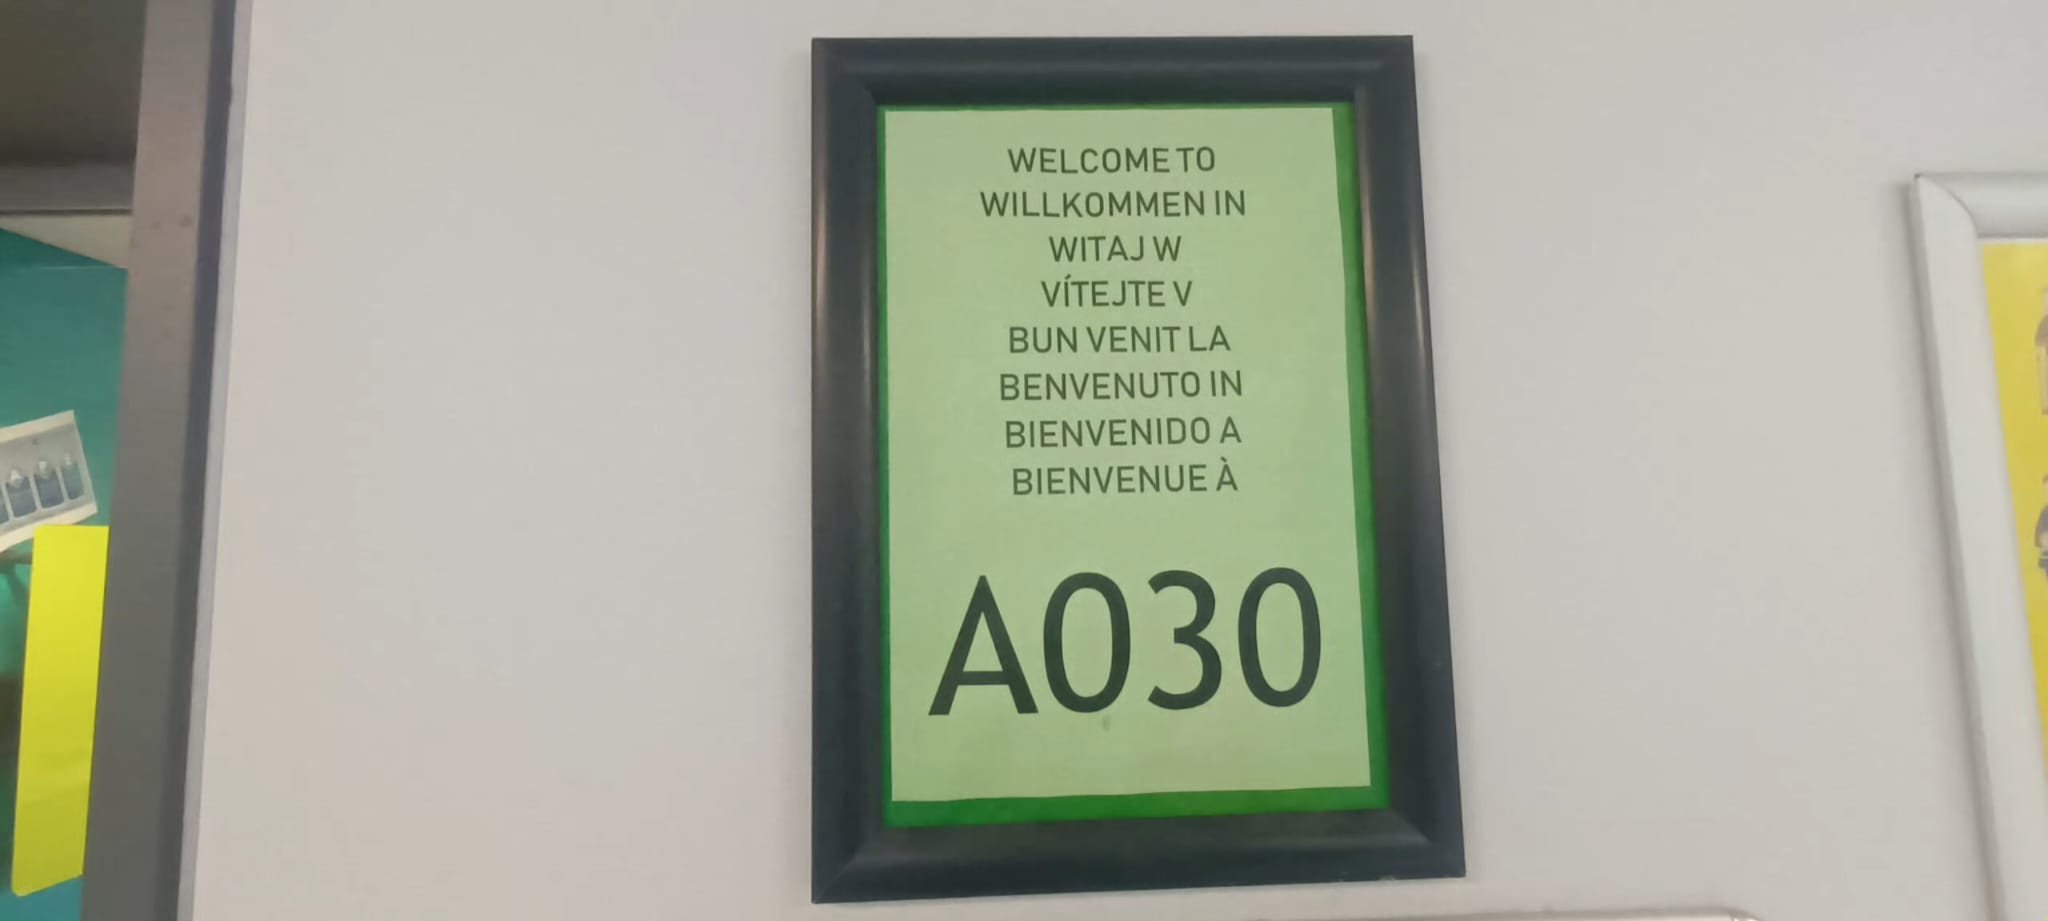 WELCOME TO
WILLKOMMEN IN
WITAJ W
VÍTEJTE V
BUN VENIT LA
BENVENUTO IN
BIENVENIDO A
BIENVENUE À
A030